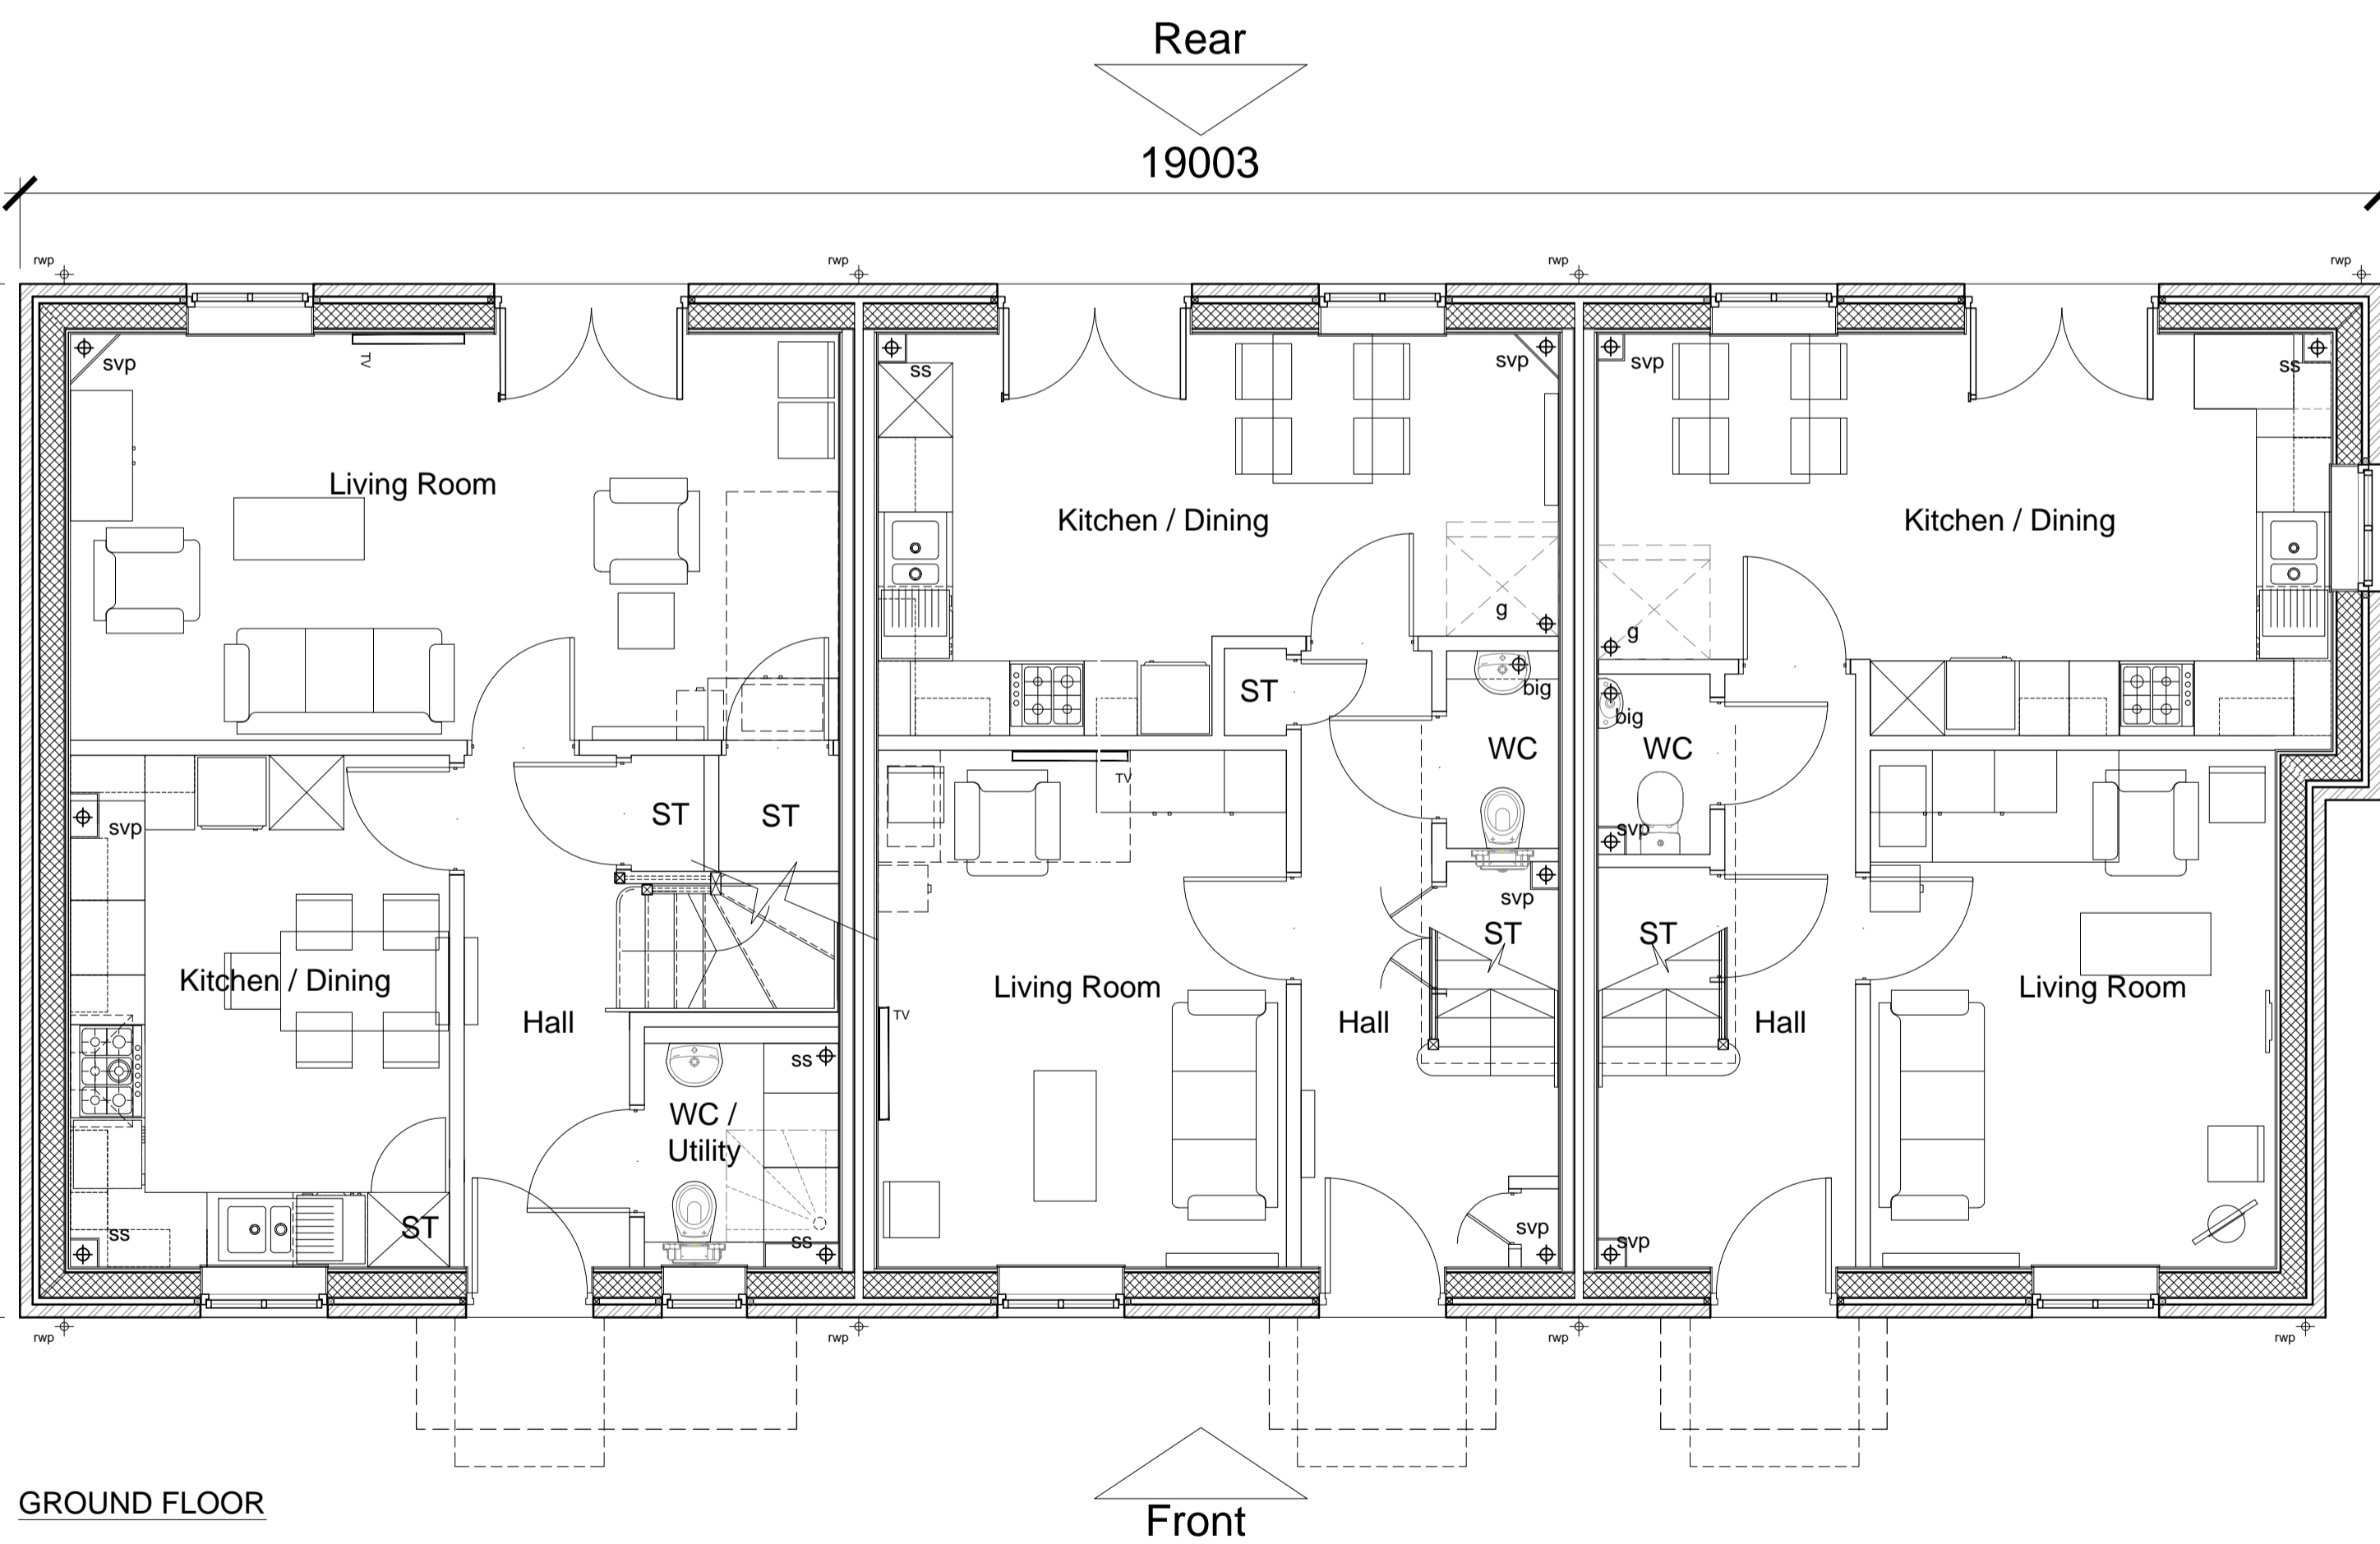 Rear
19003
rwp
rwp
rwp
rwp
svp
TV
ss
svp
svp
ss
Living Room
Kitchen / Dining
Kitchen / Dining
g
g
ST
big
big
WC
WC
TV
ST
ST
svp
svp
svp
ST
ST
Kitchen / Dining
Living Room
Living Room
Hall
TV
Hall
Hall
ss
WC /
Utility
ss
ST
ss
svp
svp
rwp
rwp
rwp
rwp
GROUND FLOOR
Front